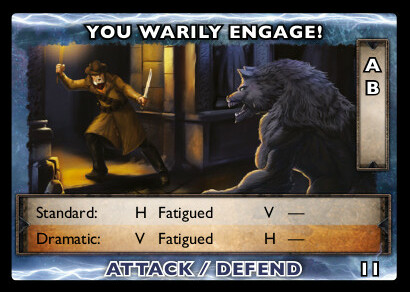 YOU WARILY ENGAGE!
A
B
Standard: H Fatigued V —
Dramatic: V Fatigued H —
ATTACK / DEFEND 11